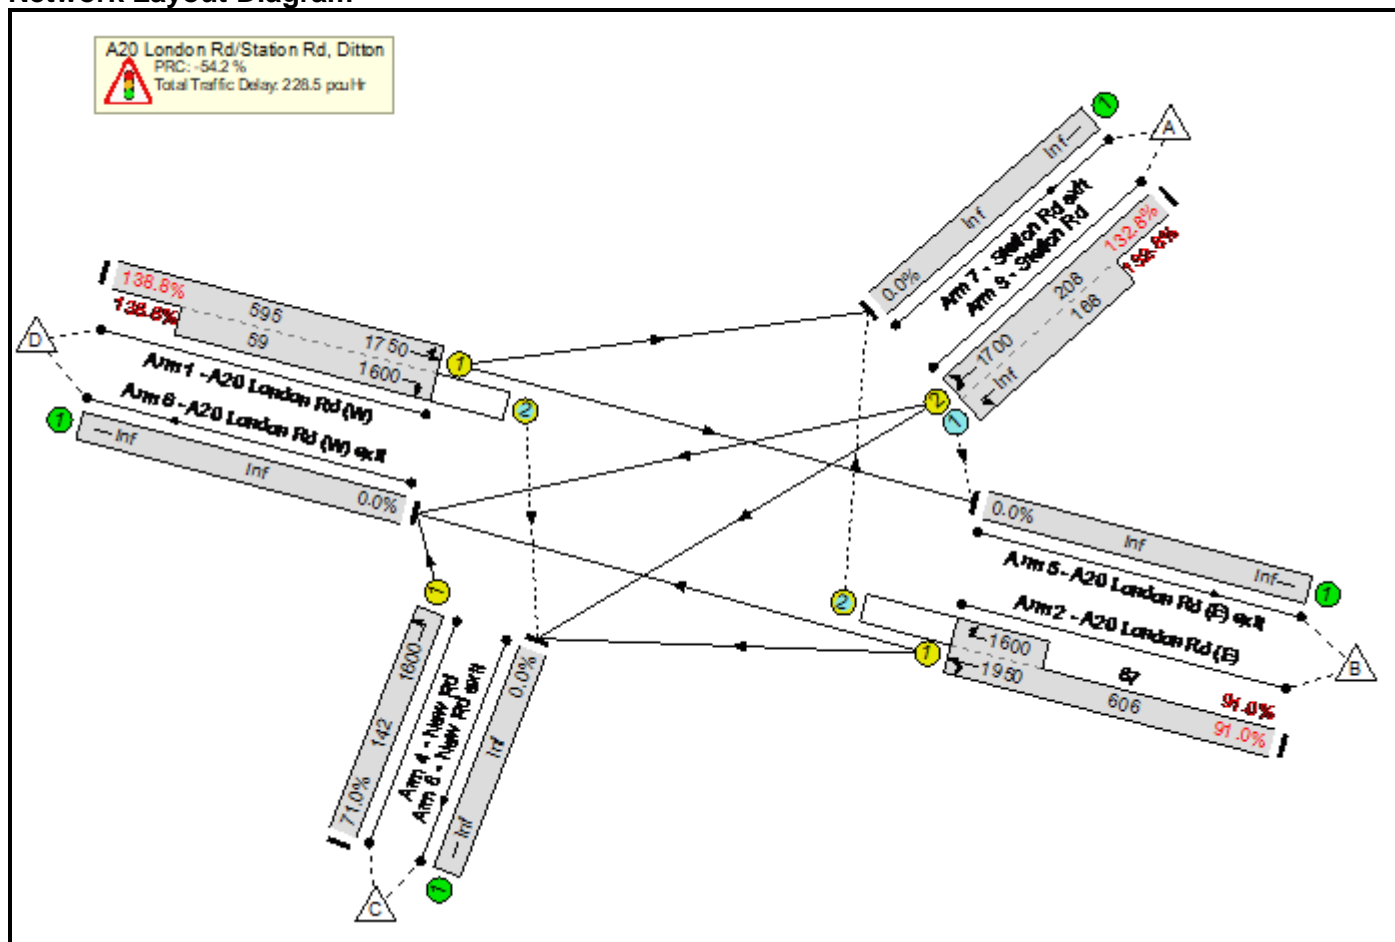 Network Layout Diagram
A20 London Rd/Station Rd, Ditton
PRC: -54.2 %
Total Traffic Delay: 228.5 pcuHr
1
A
Inf
Inf
0.0%
Arm 7 - Station Rd exit
Arm 3 - Station Rd
132.8%
132.8%
208
168
1700
Inf
2
1
D
138.8%
138.8%
595
59
1750
1600
1
2
Arm 1 - A20 London Rd (W)
Arm 6 - A20 London Rd (W) exit
1
Inf
Inf
0.0%
0.0%
Inf
Inf
1
Arm 5 - A20 London Rd (E) exit
Arm 2 - A20 London Rd (E)
B
2
1
1600
1950
67
606
91.0%
91.0%
1
1600
142
71.0%
Arm 4 - New Rd
Arm 8 - New Rd exit
0.0%
Inf
Inf
1
C